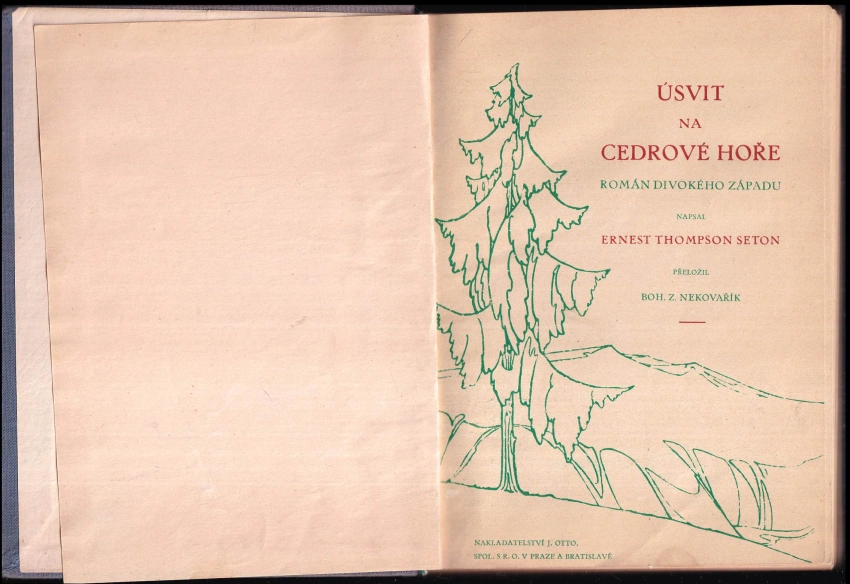 ÚSVIT
NA
CEDROVÉ HOŘE
ROMÁN DIVOKÉHO ZÁPADU
NAPSAL
ERNEST THOMPSON SETON
PŘELOŽIL
BOH. Z. NEKOVAŘÍK
NAKLADATELSTVÍ J. OTTO,
SPOL. S R. O. V PRAZE A BRATISLAVĚ